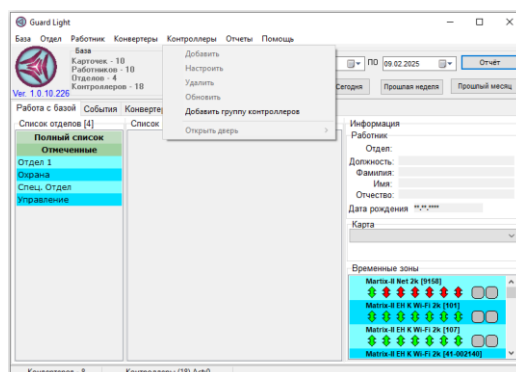 Guard Light
База Отдел Работник Конвертеры Контроллеры Отчеты Помощь
База
Карточек - 10
Работников - 10
Отделов - 4
Контроллеров - 18
Ver. 1.0.10.226
Добавить
Настроить
Удалить
Обновить
Добавить группу контроллеров
Открыть дверь
ПО 09.02.2025 Отчёт
Сегодня Прошлая неделя Прошлый месяц
Работа с базой События Конвертер
Список отделов [4] Список
Полный список
Отмеченные
Отдел 1
Охрана
Спец. Отдел
Управление
Информация
Работник
Отдел:
Должность:
Фамилия:
Имя:
Отчество:
Дата рождения **.**.****
Карта
Временные зоны
Martix-II Net 2k [9158]
Matrix-II EH K Wi-Fi 2k [101]
Matrix-II EH K Wi-Fi 2k [107]
Matrix-II EH K Wi-Fi 2k [41-002140]